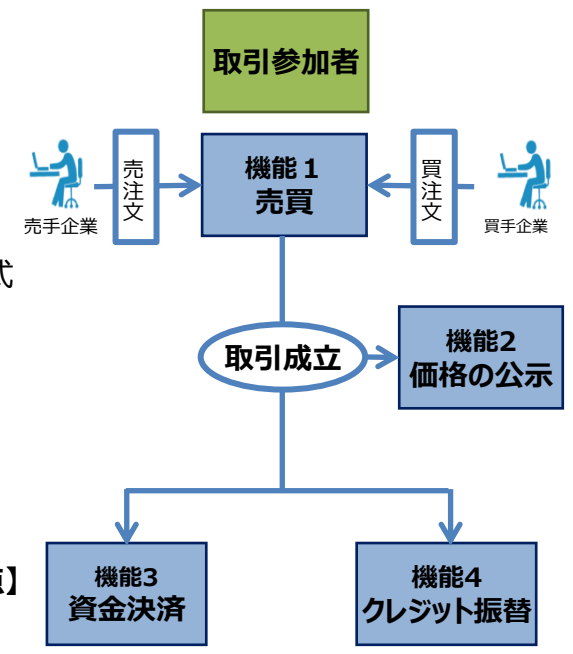 取引参加者
売注文
機能１
売買
買注文
売手企業
買手企業
式
取引成立
機能2
価格の公示
機能3
資金決済
機能4
クレジット振替
】